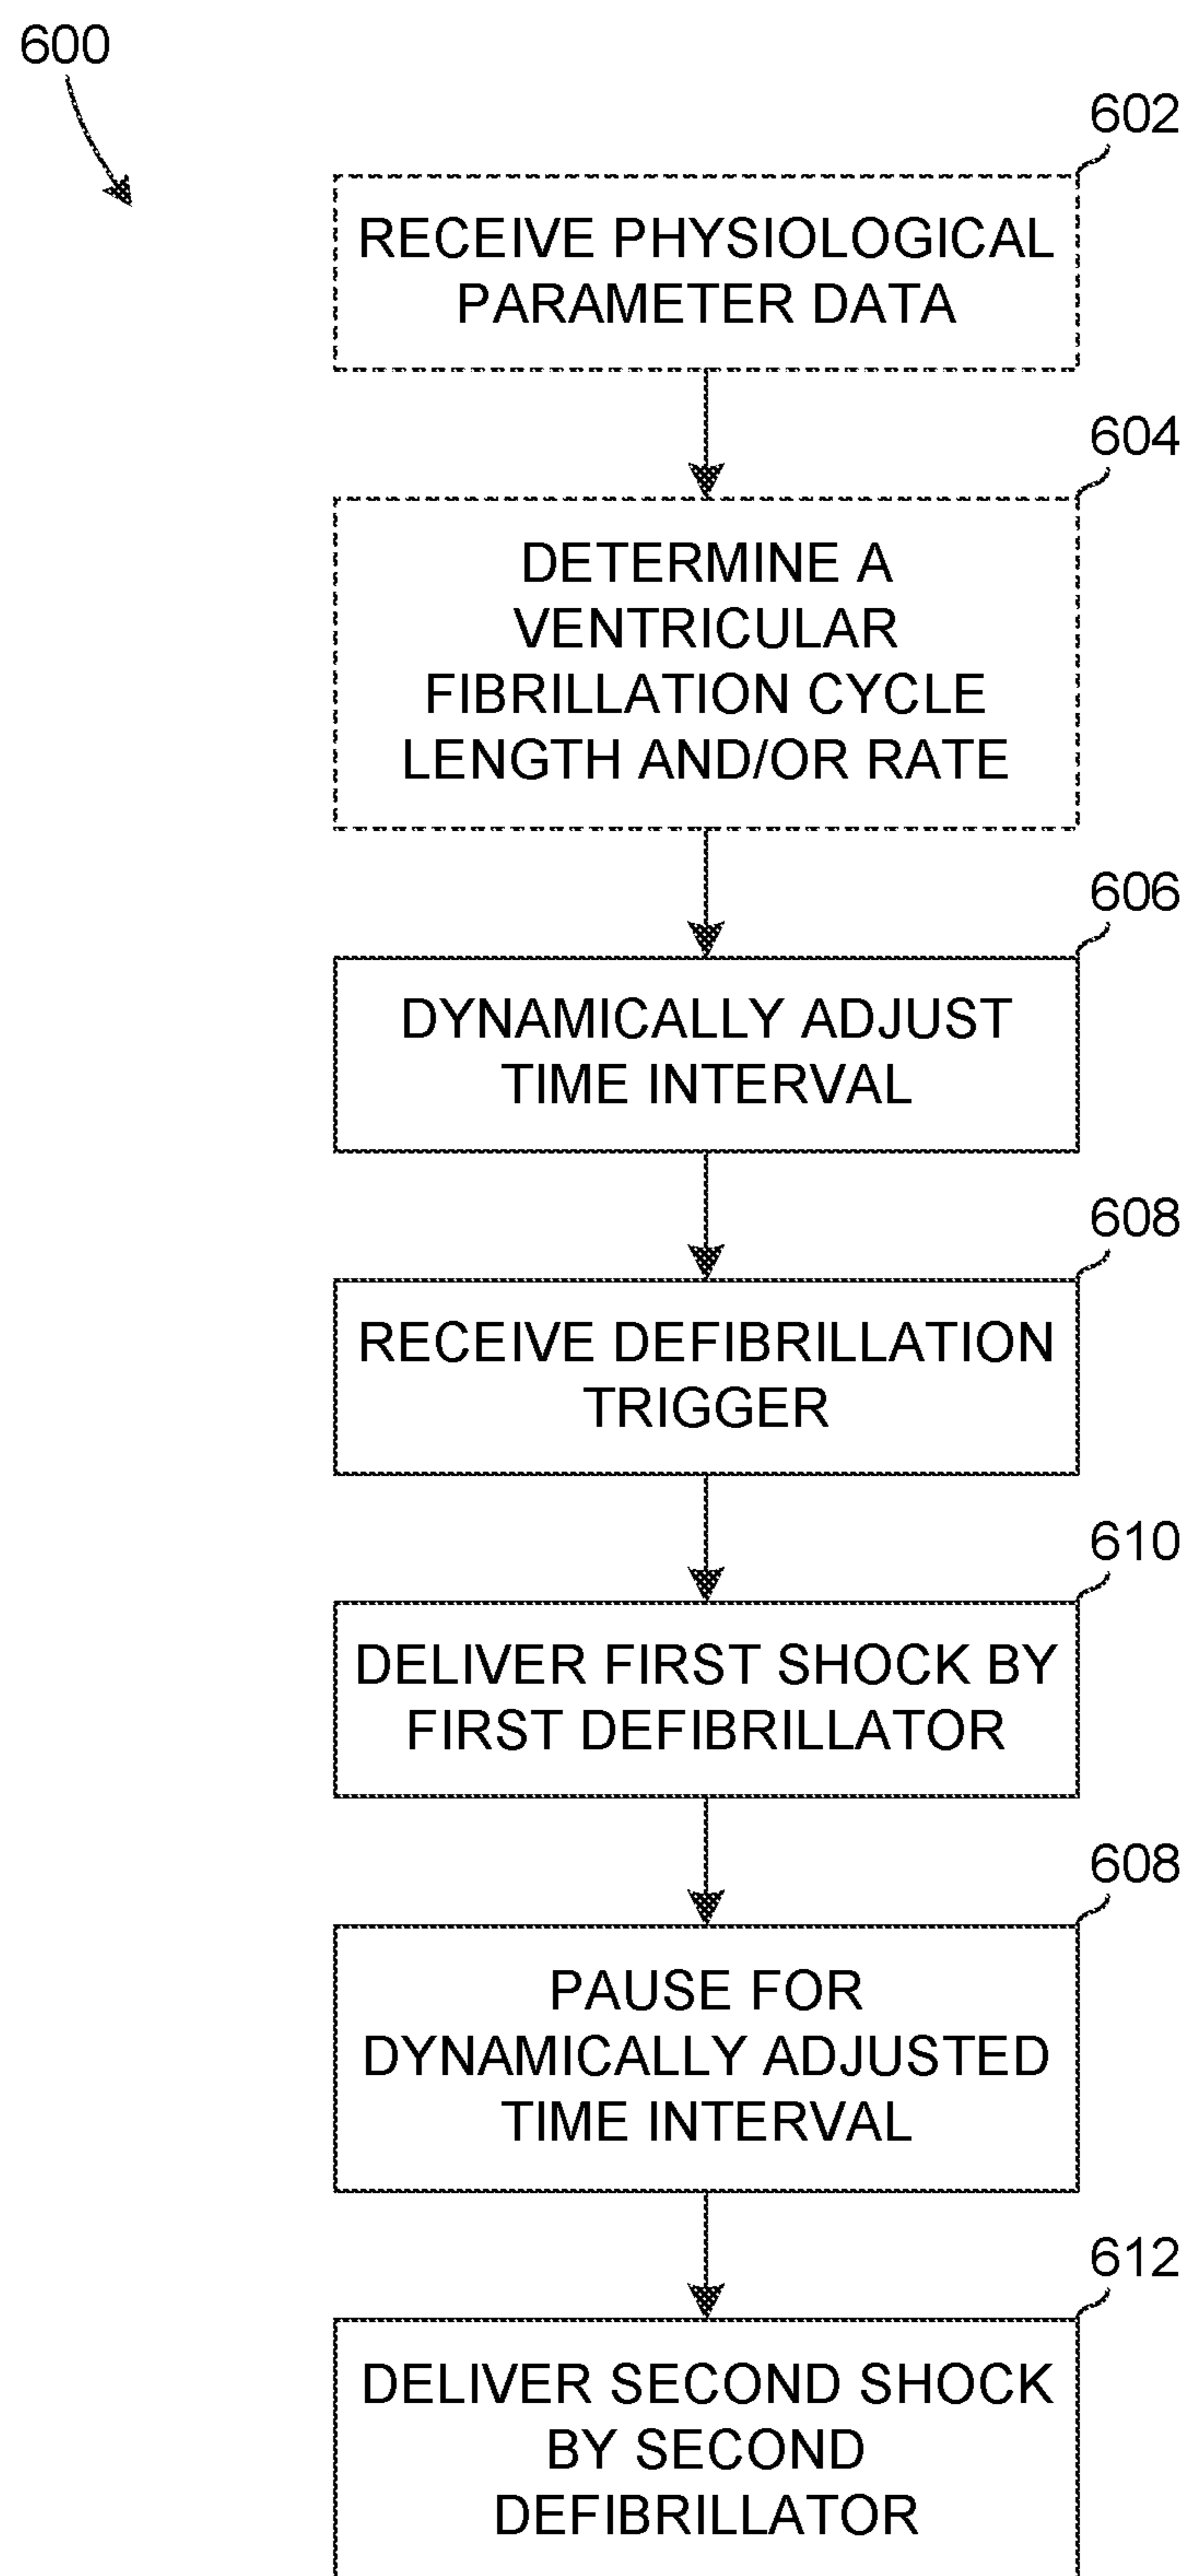 600
602
RECEIVE PHYSIOLOGICAL
PARAMETER DATA
604
DETERMINE A
VENTRICULAR
FIBRILLATION CYCLE
LENGTH AND/OR RATE
606
DYNAMICALLY ADJUST
TIME INTERVAL
608
RECEIVE DEFIBRILLATION
TRIGGER
610
DELIVER FIRST SHOCK BY
FIRST DEFIBRILLATOR
608
PAUSE FOR
DYNAMICALLY ADJUSTED
TIME INTERVAL
612
DELIVER SECOND SHOCK
BY SECOND
DEFIBRILLATOR